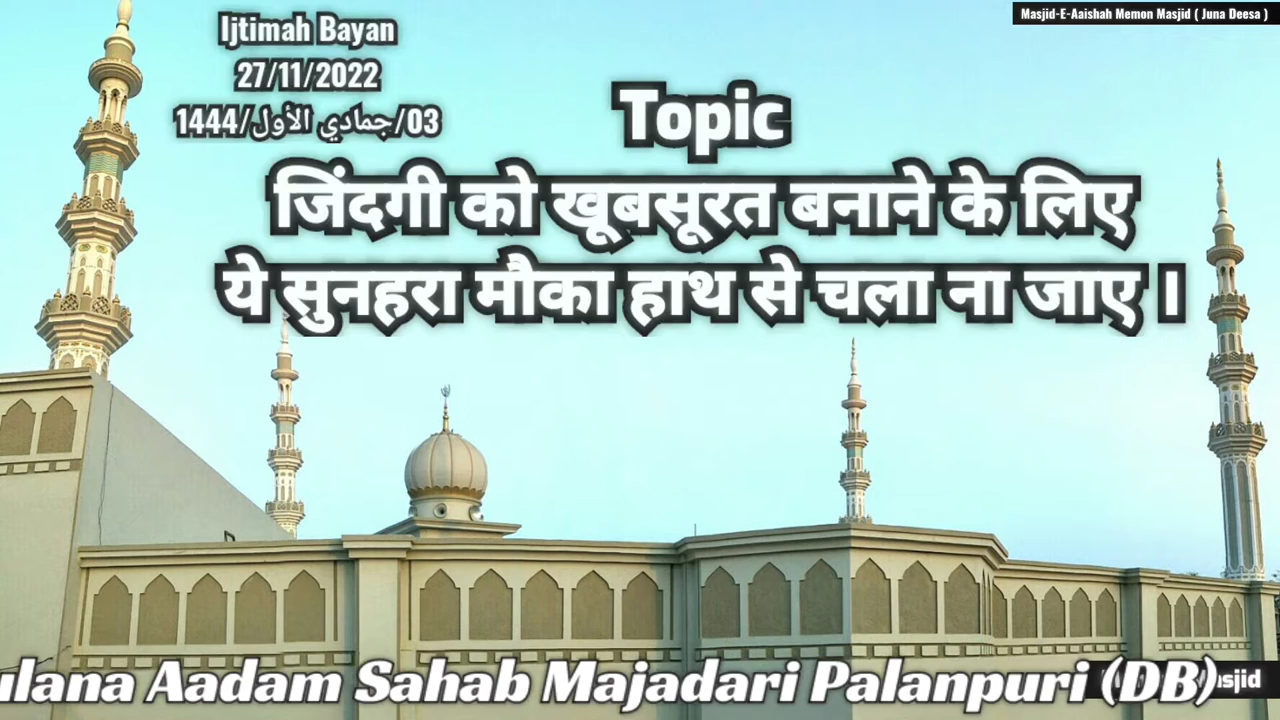 Masjid-E-Aaishah Memon Masjid ( Juna Deesa )
Ijtimah Bayan
27/11/2022
03/جمادي الأول/1444
Topic
जिंदगी को खूबसूरत बनाने के लिए
ये सुनहरा मौका हाथ से चला ना जाए ।
Aadam Sahab Majadari Palanpuri (DB)